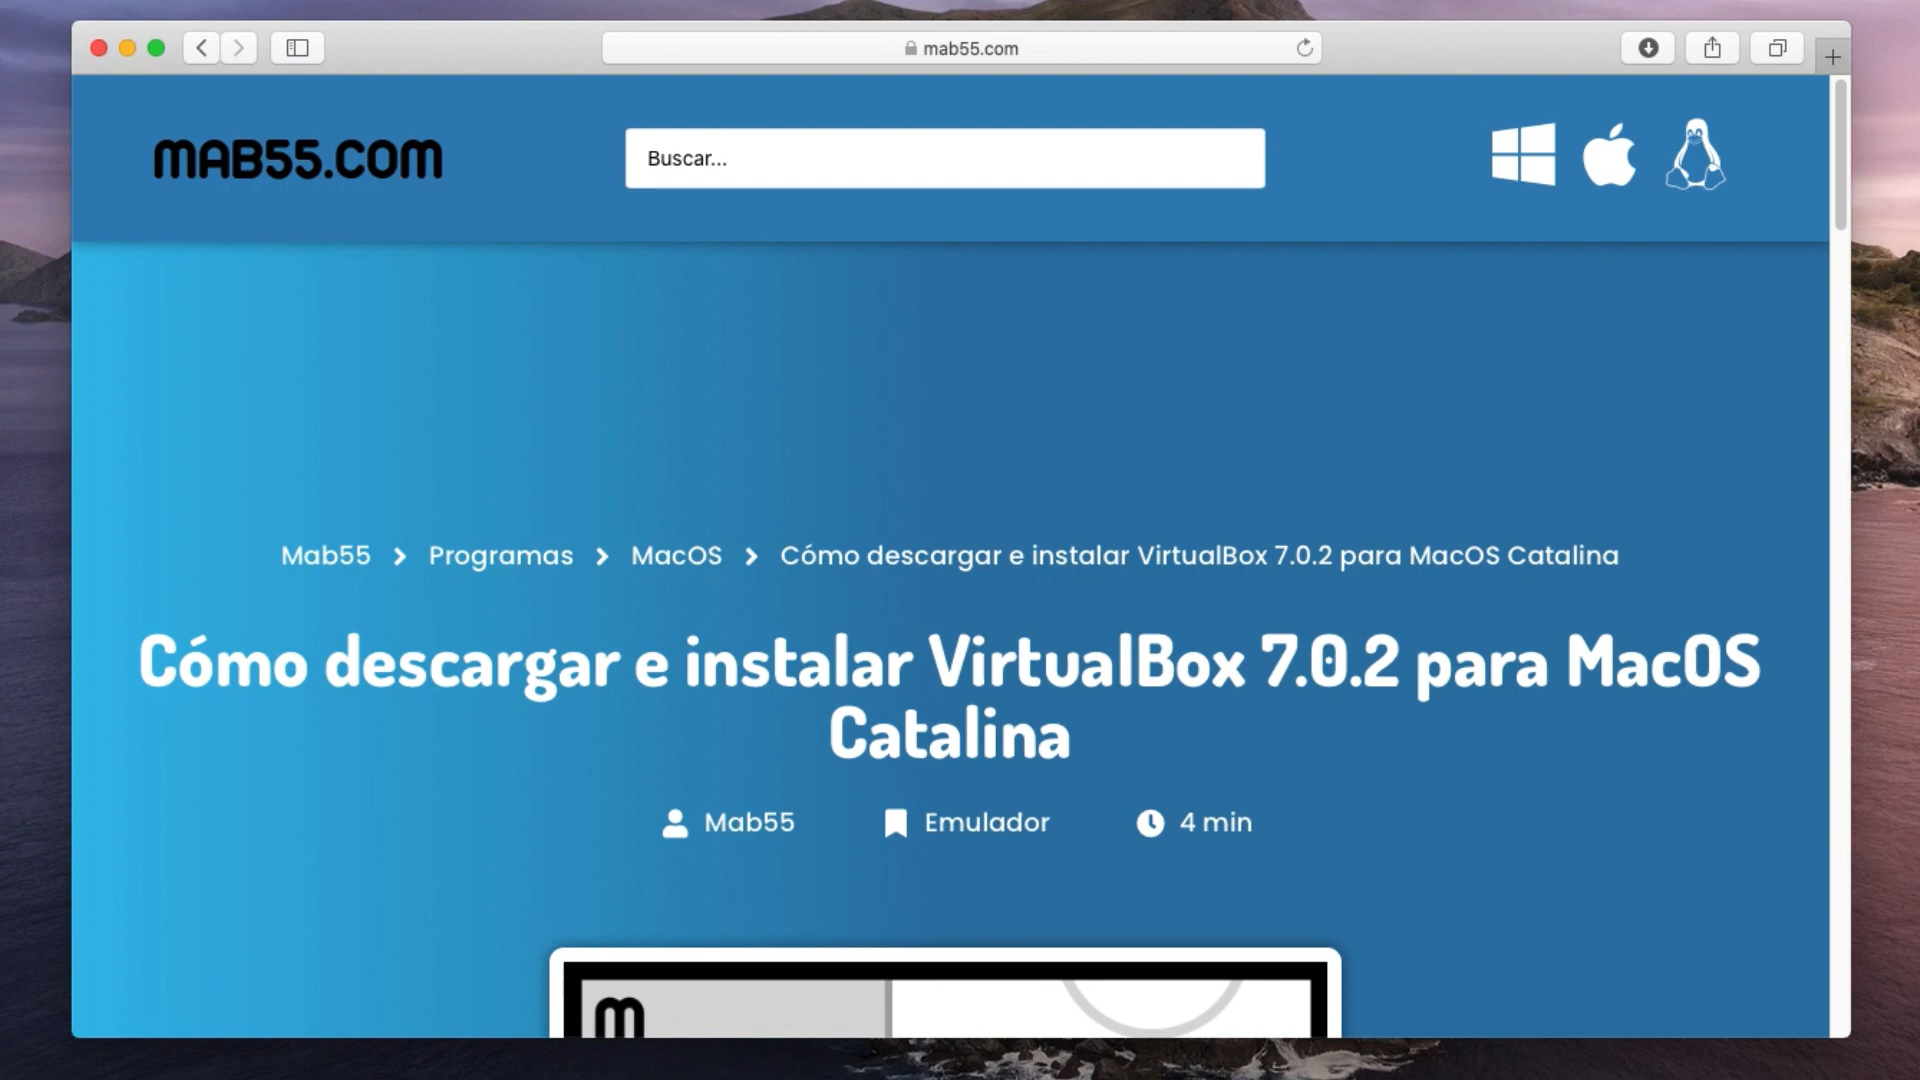 mab55.com
MAB55.COM
Buscar...
Mab55 > Programas > MacOS > Cómo descargar e instalar VirtualBox 7.0.2 para MacOS Catalina
Cómo descargar e instalar VirtualBox 7.0.2 para MacOS
Catalina
Mab55 Emulador 4 min
m